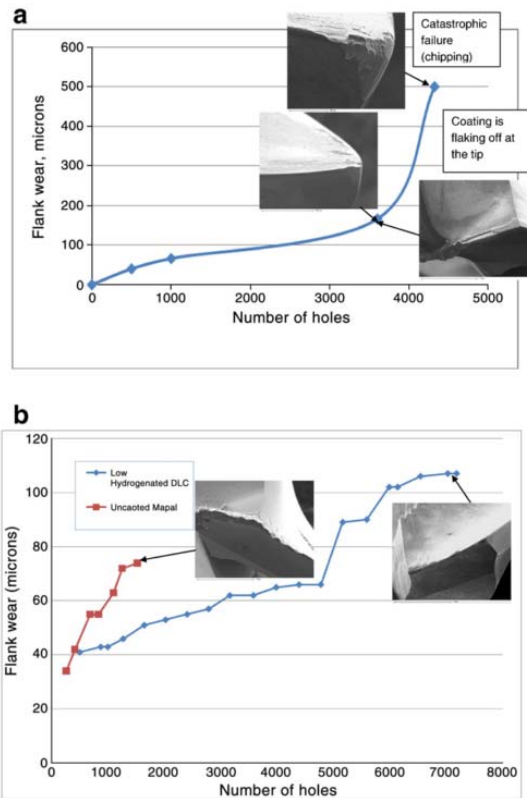 a
600
500
400
300
200
100
0
Flank wear, microns
Catastrophic
failure
(chipping)
Coating is
flaking off at
the tip
0 1000 3000 4000 5000
Number of holes
b
120
100
80
60
40
20
0
Flank wear (microns)
Low
Hydrogenated DLC
Uncaoted Mapal
0 1000 2000 3000 4000 5000 6000 7000 8000
Number of holes